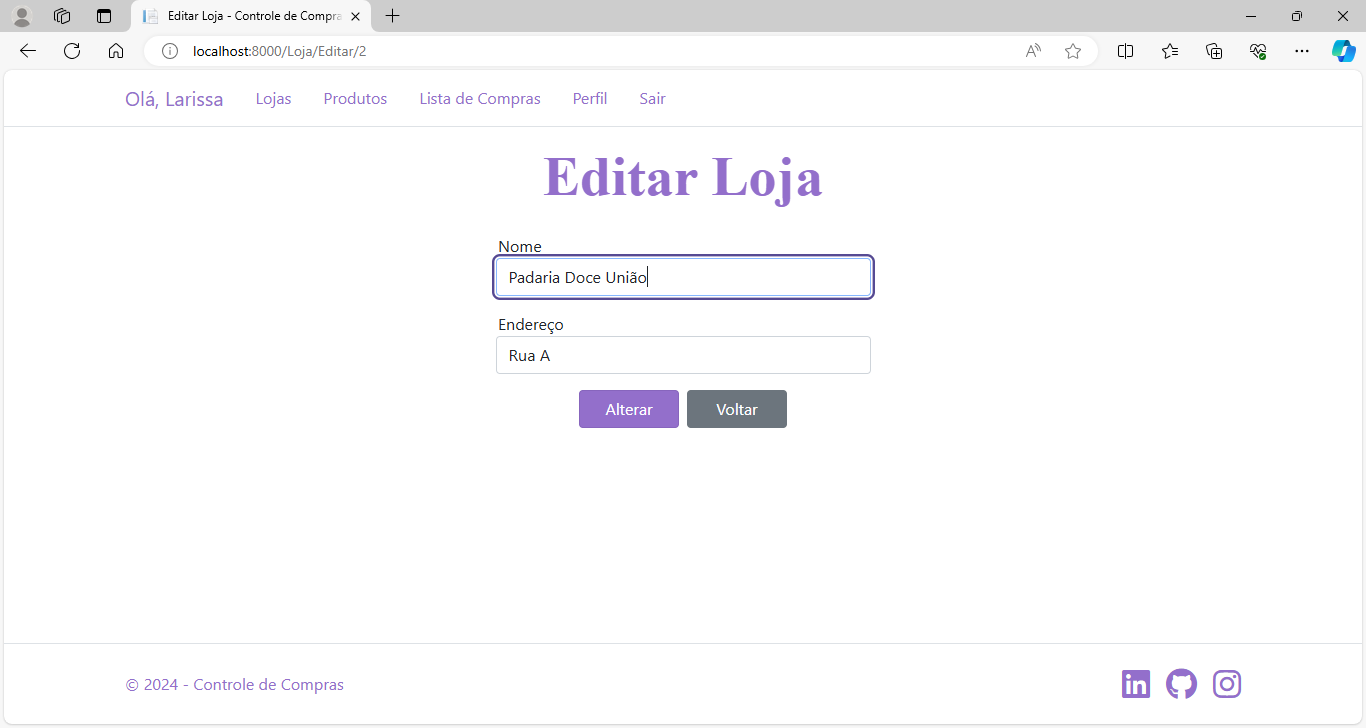 Editar Loja - Controle de Compra
localhost:8000/Loja/Editar/2
Olá, Larissa Lojas Produtos Lista de Compras Perfil Sair
Editar Loja
Nome
Padaria Doce União
Endereço
Rua A
Alterar Voltar
© 2024 - Controle de Compras